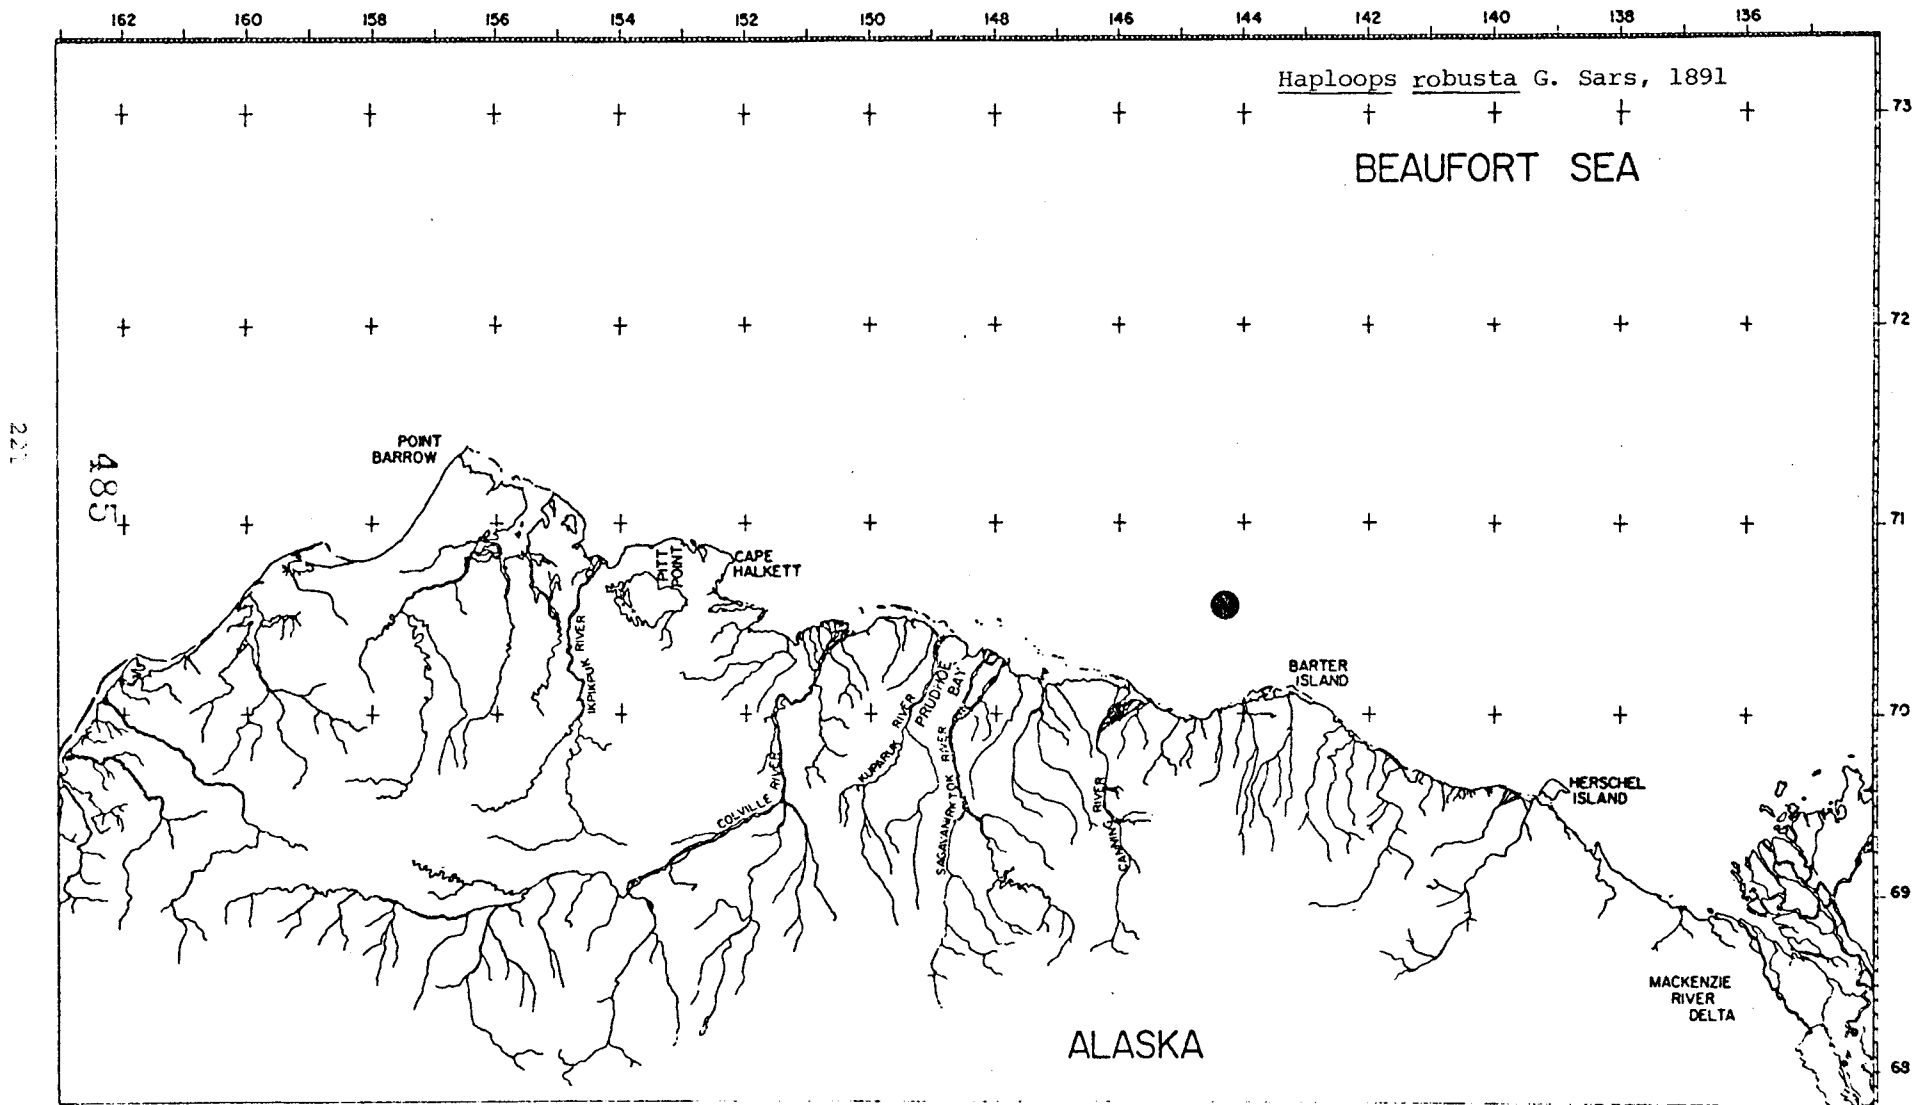 162 160 158 156 154 152 150 148 146 144 142 140 138 136
Haploops robusta G. Sars, 1891
73
BEAUFORT SEA
72
POINT
BARROW
485
71
PITT
POINT
CAPE
HALKETT
IKPIKPUK RIVER
BARTER
ISLAND
PRUDHOE
BAY
70
KUPARUK RIVER
SAGAVANIRKTOK RIVER
COLVILLE RIVER
CANNING RIVER
HERSCHEL
ISLAND
69
MACKENZIE
RIVER
DELTA
ALASKA
68